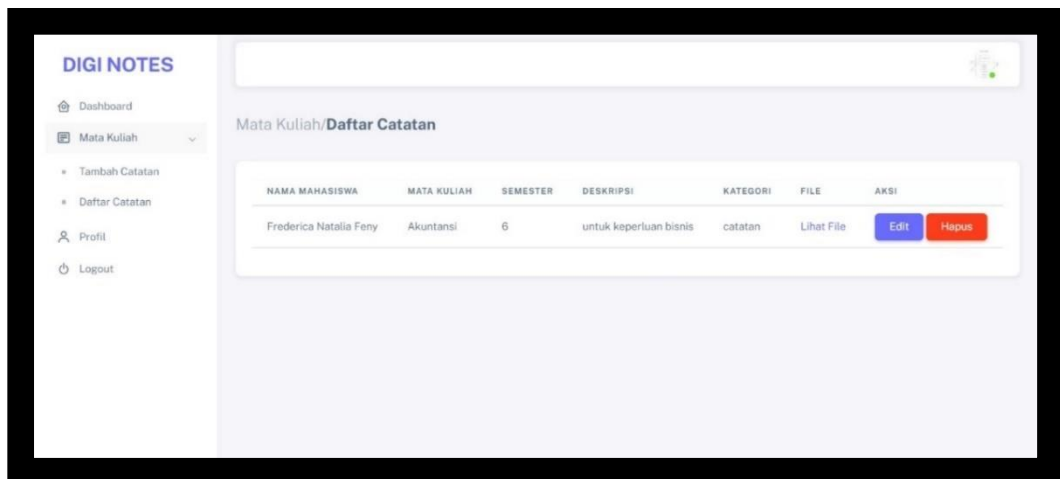 DIGI NOTES
Dashboard
Mata Kuliah
Tambah Catatan
Daftar Catatan
Profil
Logout
Mata Kuliah/Daftar Catatan
NAMA MAHASISWA MATA KULIAH SEMESTER DESKRIPSI KATEGORI FILE AKSI
Frederica Natalia Feny Akuntansi 6 untuk keperluan bisnis catatan Lihat File Edit Hapus